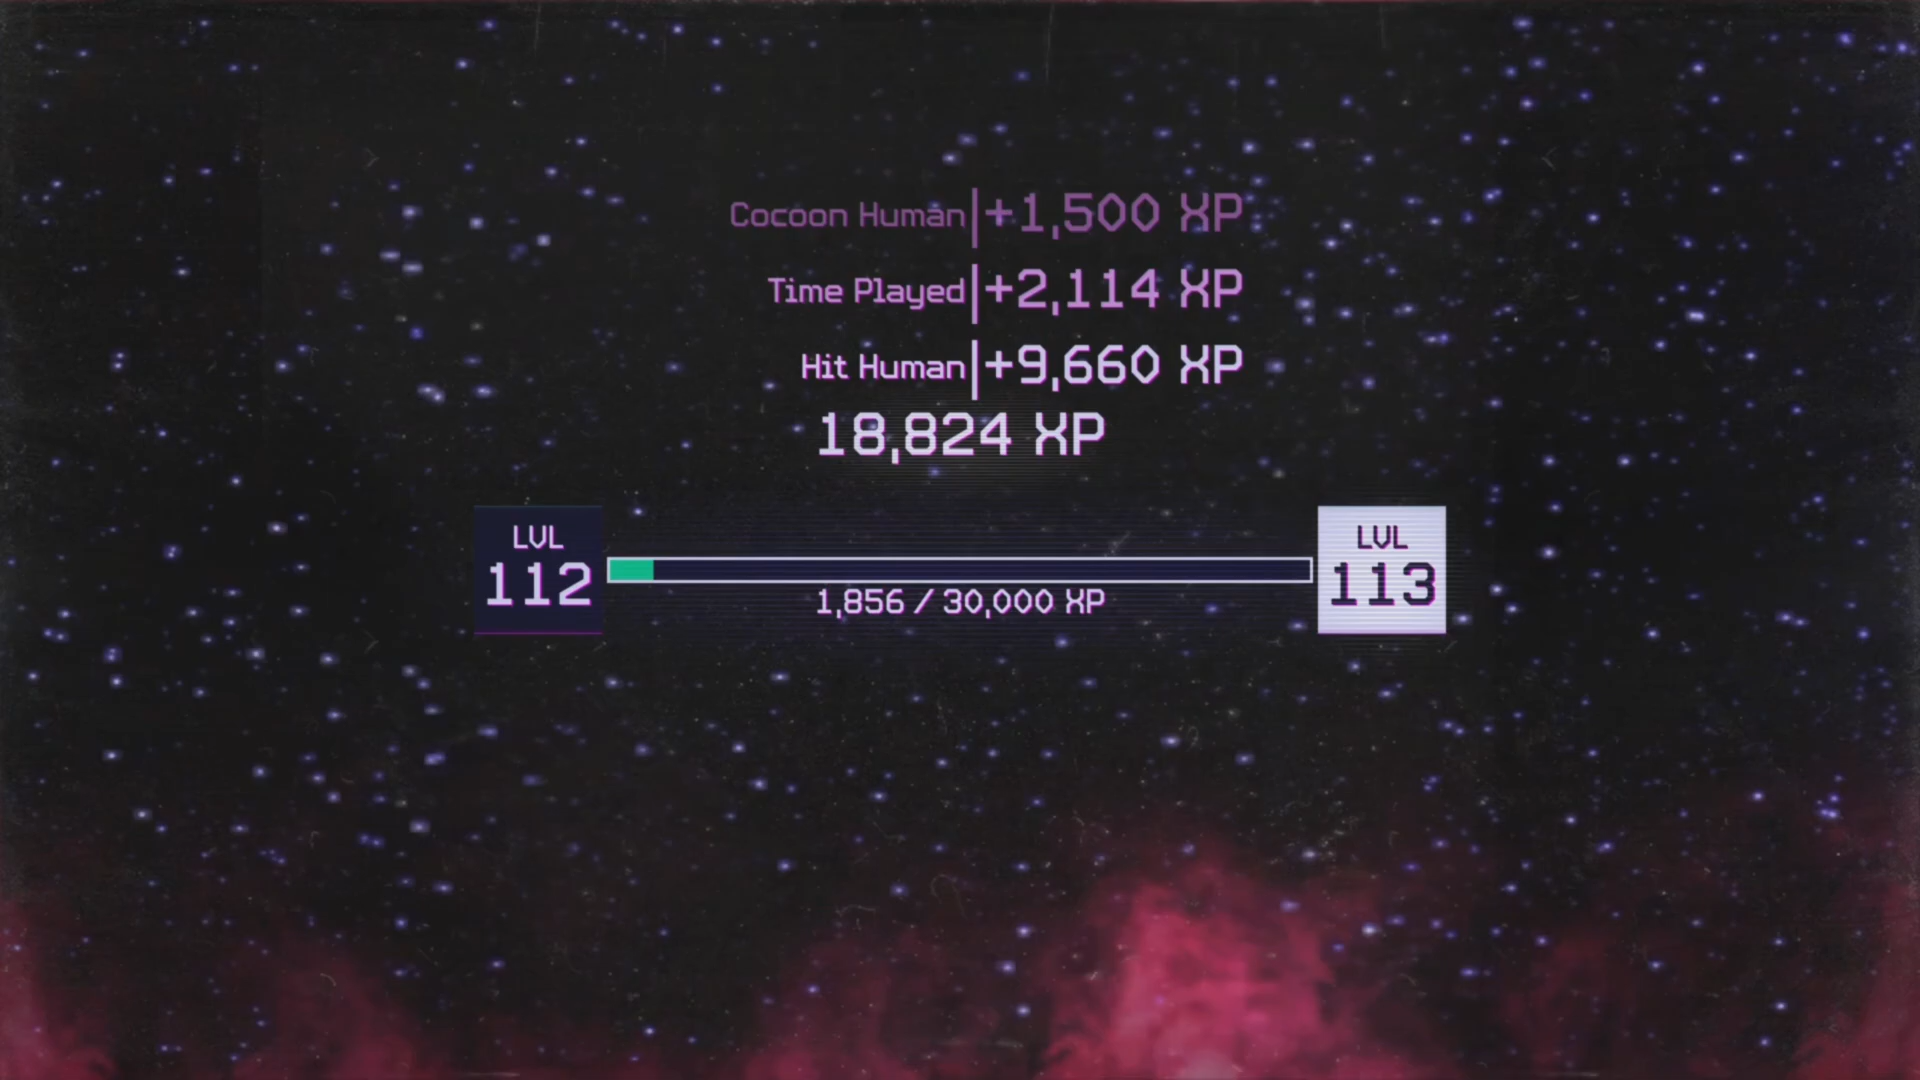 Cocoon Human +1,500 XP
Time Played +2,114 XP
Hit Human +9,660 XP
18,824 XP
LVL
112
1,856 / 30,000 XP
LVL
113